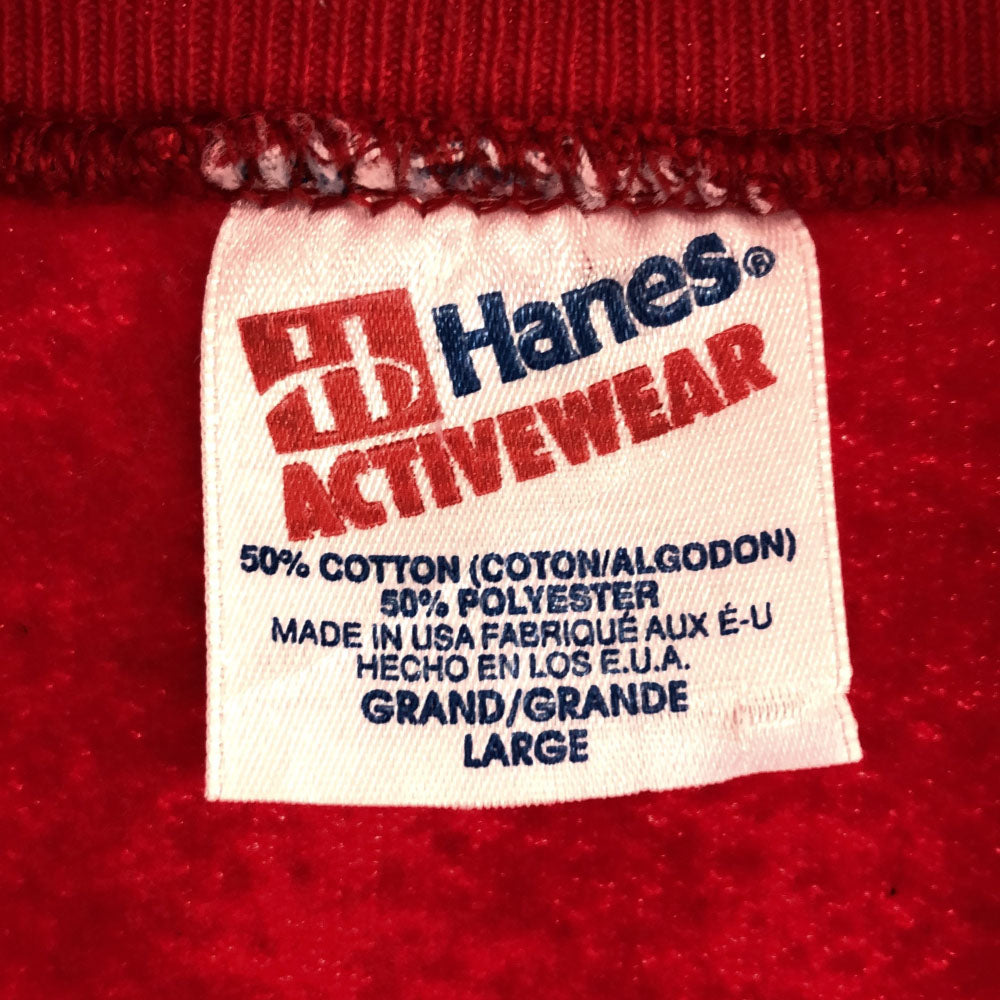 Hanes®
ACTIVEWEAR
50% COTTON (COTON/ALGODON)
50% POLYESTER
MADE IN USA FABRIQUÉ AUX É-U
HECHO EN LOS E.U.A.
GRAND/GRANDE
LARGE